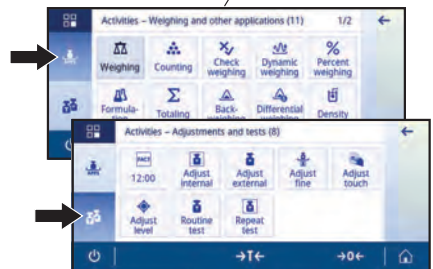 Activities – Weighing and other applications (11) 1/2
Weighing Counting Check weighing Dynamic weighing Percent weighing
Formula- Totaling Back- Differential Density
Activities – Adjustments and tests (8)
FACT
12:00 Adjust internal Adjust external Adjust fine Adjust touch
Adjust level Routine test Repeat test
→T← →0←